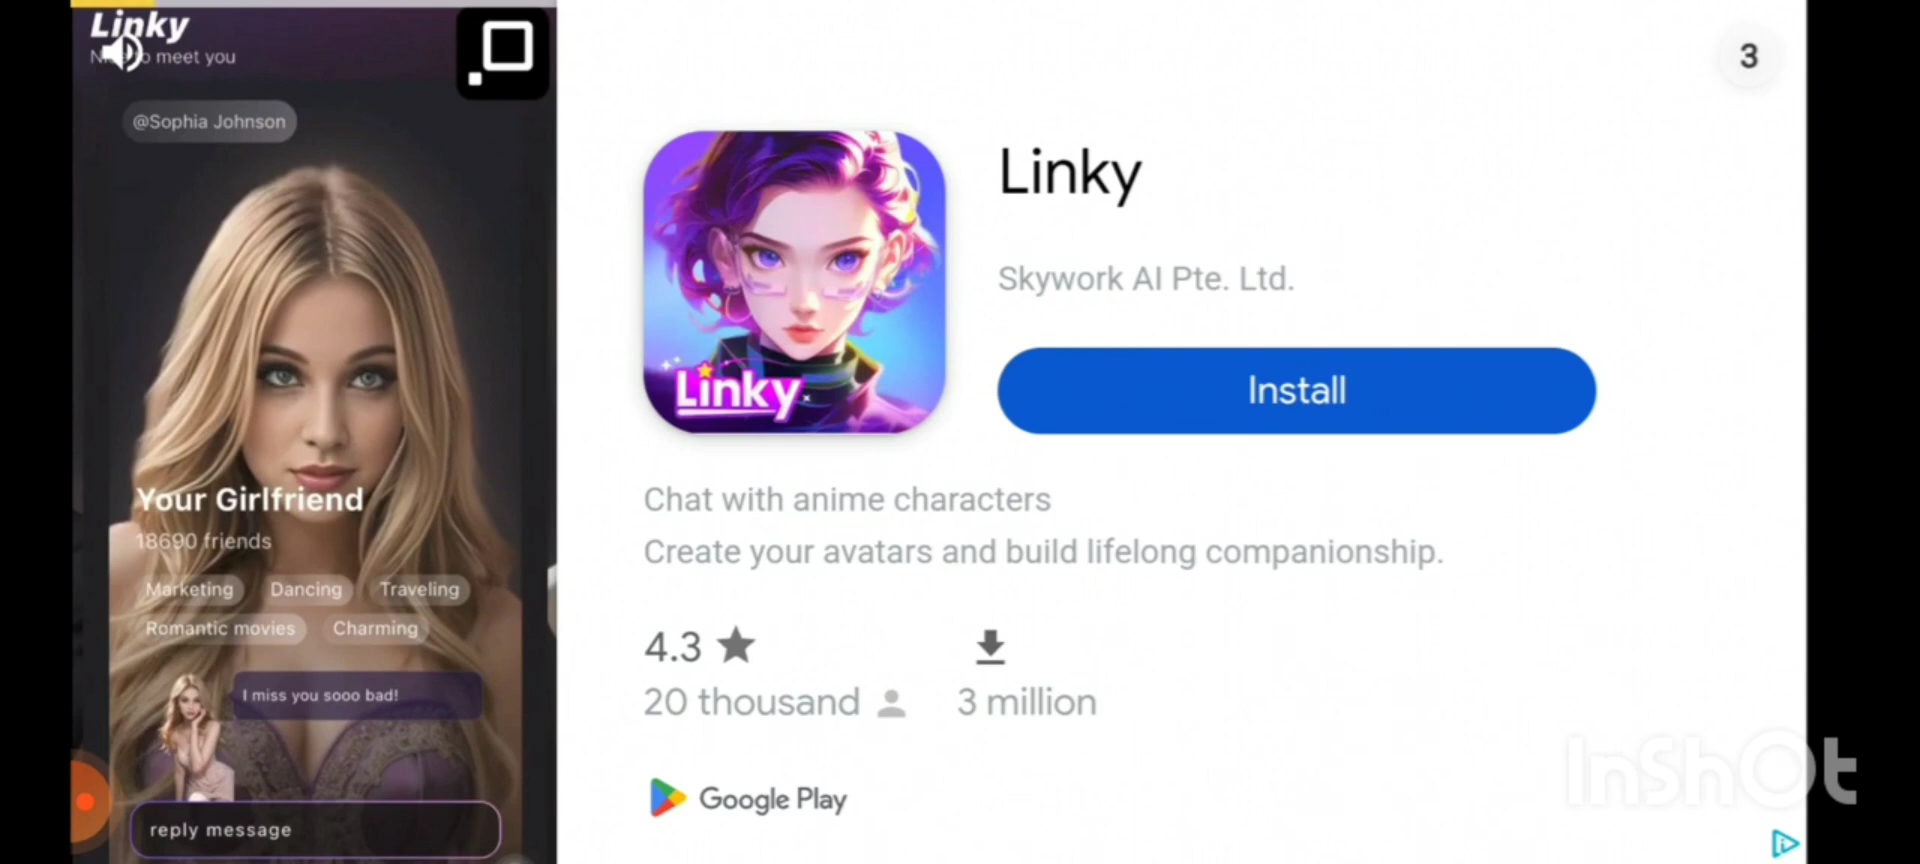 Linky
Nice to meet you
@Sophia Johnson
Your Girlfriend
18690 friends
Marketing
Dancing
Traveling
Romantic movies
Charming
I miss you sooo bad!
reply message
3
Linky
Linky
Skywork AI Pte. Ltd.
Install
Chat with anime characters
Create your avatars and build lifelong companionship.
4.3
20 thousand
3 million
Google Play
InShOt